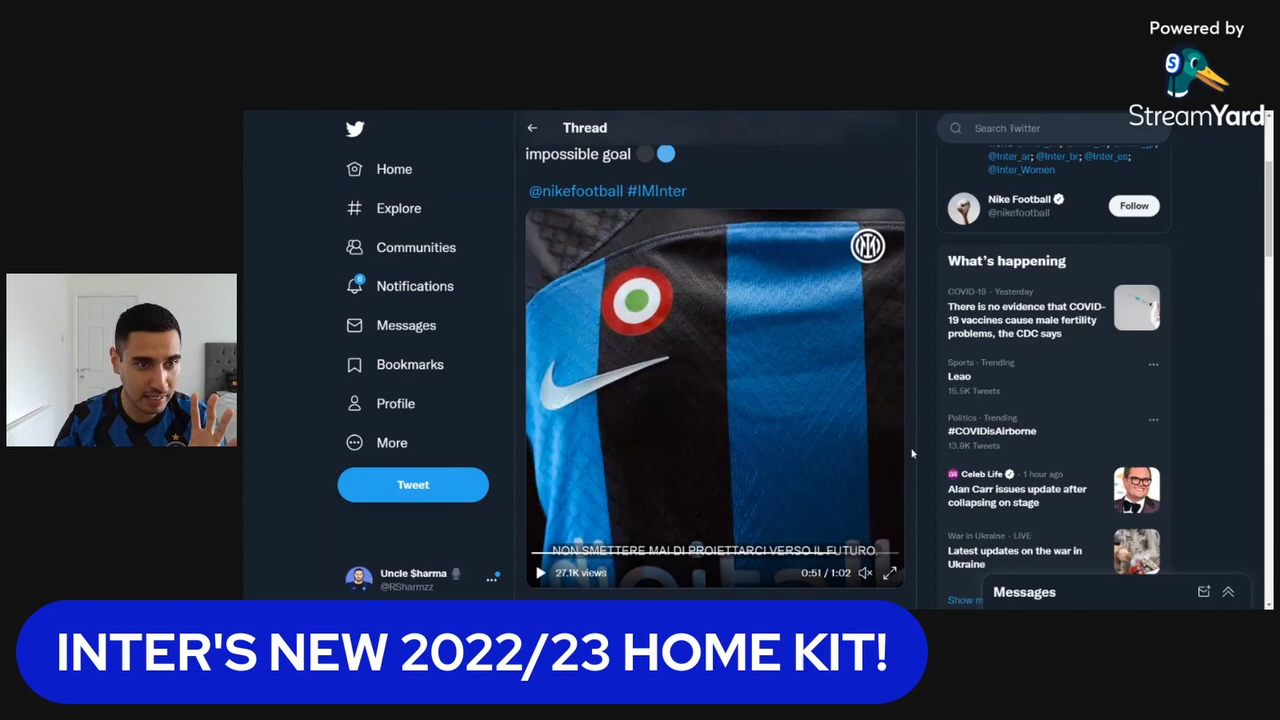 Powered by
StreamYard
Home
Explore
Communities
6
Notifications
Messages
Bookmarks
Profile
More
Tweet
Uncle $harma
@RSharmzz
Thread
impossible goal
@nikefootball #IMInter
NON SMETTERE MAI DI PROIETTARCI VERSO IL FUTURO
27.1K views
0:51 / 1:02
Search Twitter
@Inter_ar; @Inter_br; @Inter_es;
@Inter_Women
Nike Football
@nikefootball
Follow
What's happening
COVID-19 · Yesterday
There is no evidence that COVID-
19 vaccines cause male fertility
problems, the CDC says
Sports · Trending
Leao
15.5K Tweets
Politics · Trending
#COVIDisAirborne
13.9K Tweets
Celeb Life · 1 hour ago
Alan Carr issues update after
collapsing on stage
War in Ukraine · LIVE
Latest updates on the war in
Ukraine
Show m
Messages
INTER'S NEW 2022/23 HOME KIT!